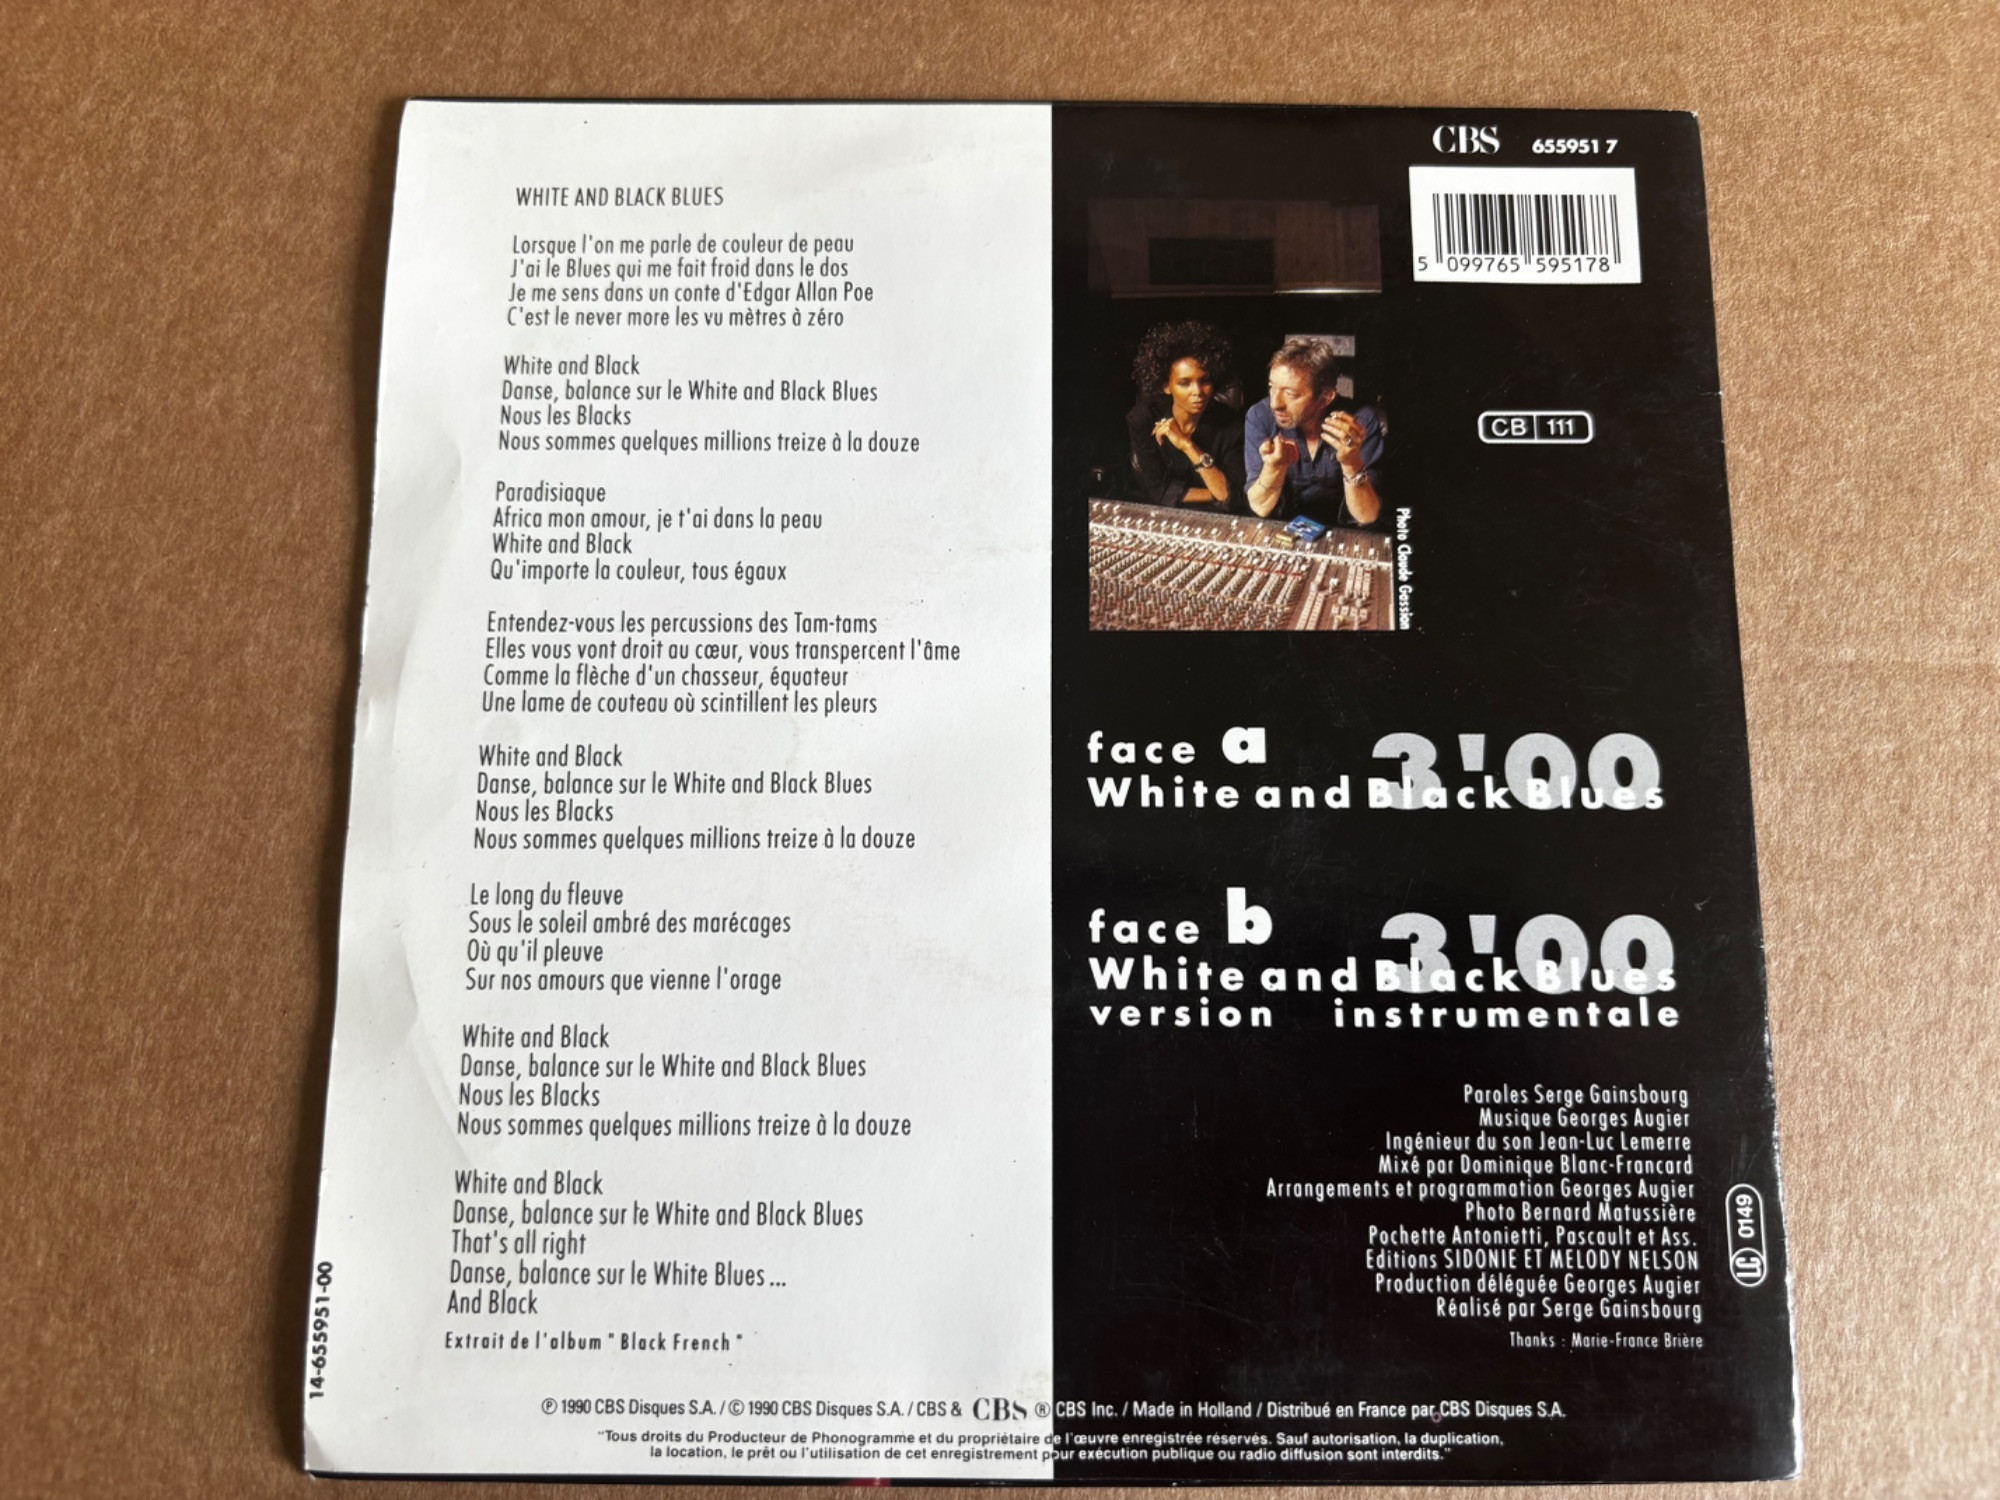 WHITE AND BLACK BLUES
Lorsque l'on me parle de couleur de peau
J'ai le Blues qui me fait froid dans le dos
Je me sens dans un conte d'Edgar Allan Poe
C'est le never more les vu mètres à zéro
White and Black
Danse, balance sur le White and Black Blues
Nous les Blacks
Nous sommes quelques millions treize à la douze
Paradisiaque
Africa mon amour, je t'ai dans la peau
White and Black
Qu'importe la couleur, tous égaux
Entendez-vous les percussions des Tam-tams
Elles vous vont droit au cœur, vous transpercent l'âme
Comme la flèche d'un chasseur, équateur
Une lame de couteau où scintillent les pleurs
White and Black
Danse, balance sur le White and Black Blues
Nous les Blacks
Nous sommes quelques millions treize à la douze
Le long du fleuve
Sous le soleil ambré des marécages
Où qu'il pleuve
Sur nos amours que vienne l'orage
White and Black
Danse, balance sur le White and Black Blues
Nous les Blacks
Nous sommes quelques millions treize à la douze
White and Black
Danse, balance sur le White and Black Blues
That's all right
Danse, balance sur le White Blues...
And Black
Extrait de l'album "Black French"
14-655951-00
CBS 655951 7
5 099765 595178
CB 111
Photo Claude Gassion
face a 3'00
White and Black Blues
face b 3'00
White and Black Blues
version instrumentale
Paroles Serge Gainsbourg
Musique Georges Augier
Ingénieur du son Jean-Luc Lemerre
Mixé par Dominique Blanc-Francard
Arrangements et programmation Georges Augier
Photo Bernard Matussière
Pochette Antonietti, Pascault et Ass.
Editions SIDONIE ET MELODY NELSON
Production déléguée Georges Augier
Réalisé par Serge Gainsbourg
Thanks : Marie-France Brière
LC 0149
℗ 1990 CBS Disques S.A. / © 1990 CBS Disques S.A. / CBS & CBS ® CBS Inc. / Made in Holland / Distribué en France par CBS Disques S.A.
"Tous droits du Producteur de Phonogramme et du propriétaire de l'œuvre enregistrée réservés. Sauf autorisation, la duplication,
la location, le prêt ou l'utilisation de cet enregistrement pour exécution publique ou radio diffusion sont interdits."